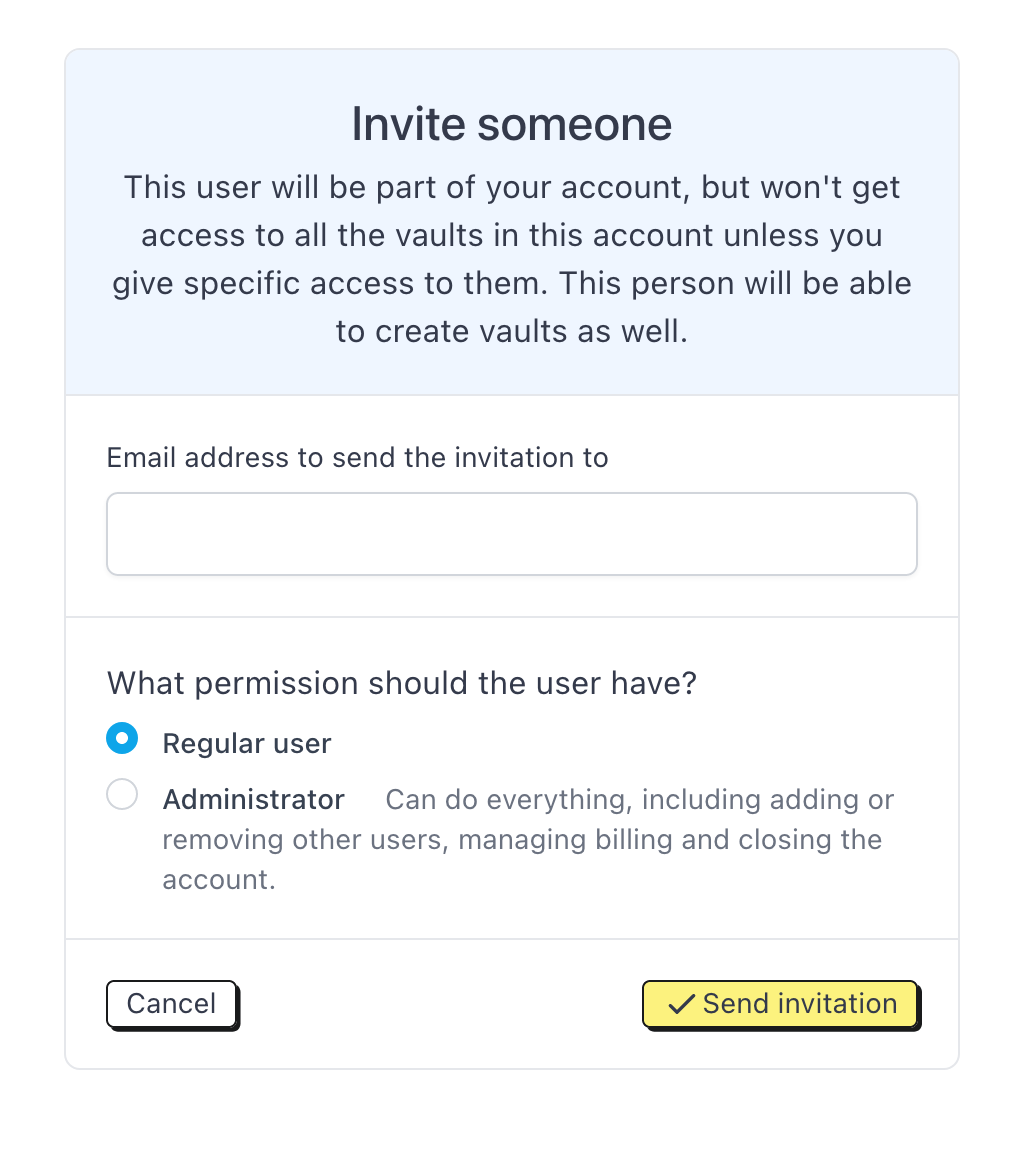 Invite someone
This user will be part of your account, but won't get
access to all the vaults in this account unless you
give specific access to them. This person will be able
to create vaults as well.
Email address to send the invitation to
What permission should the user have?
Regular user
Administrator Can do everything, including adding or
removing other users, managing billing and closing the
account.
Cancel
Send invitation